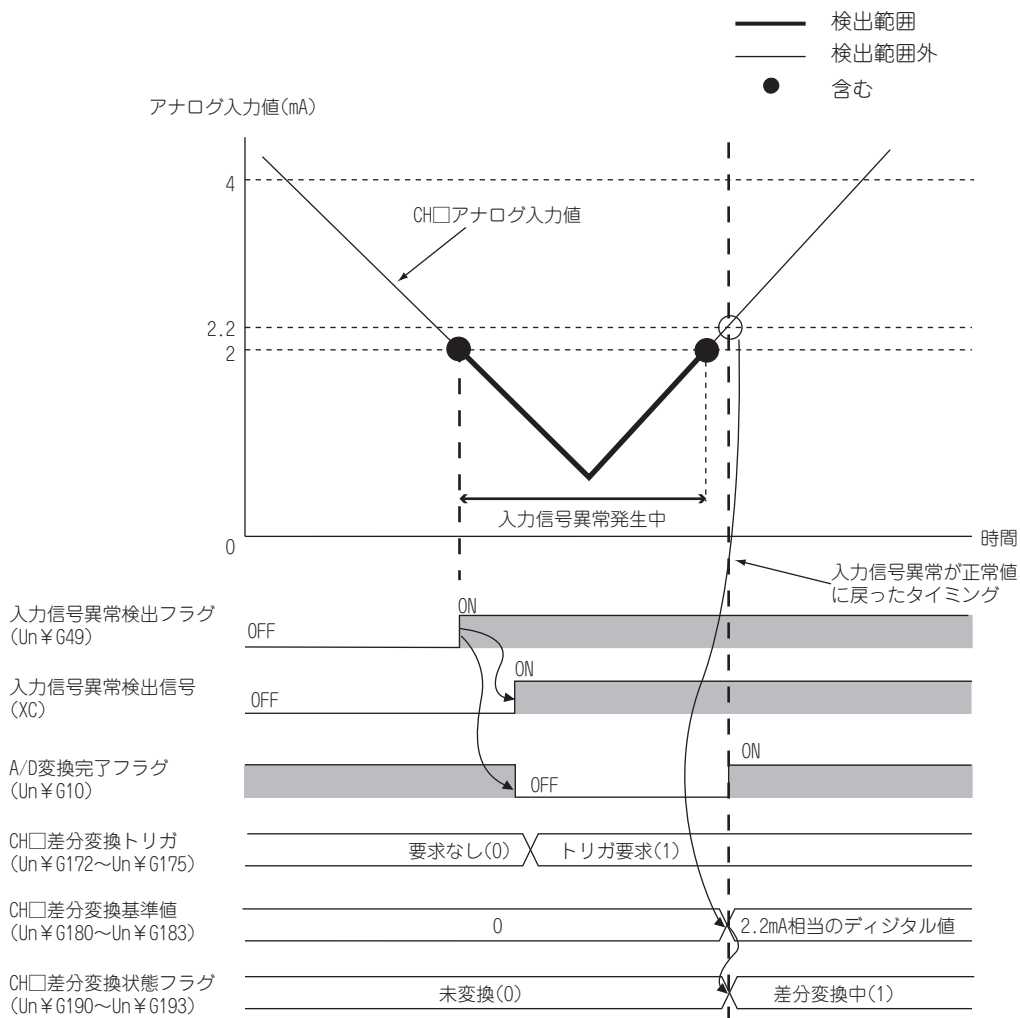 検出範囲
検出範囲外
含む
アナログ入力値(mA)
4
CH□アナログ入力値
2.2
2
入力信号異常発生中
0
時間
入力信号異常が正常値
に戻ったタイミング
入力信号異常検出フラグ
(Un￥G49)
OFF
ON
入力信号異常検出信号
(XC)
OFF
ON
A/D変換完了フラグ
(Un￥G10)
OFF
ON
CH□差分変換トリガ
(Un￥G172～Un￥G175)
要求なし(0)
トリガ要求(1)
CH□差分変換基準値
(Un￥G180～Un￥G183)
0
2.2mA相当のディジタル値
CH□差分変換状態フラグ
(Un￥G190～Un￥G193)
未変換(0)
差分変換中(1)